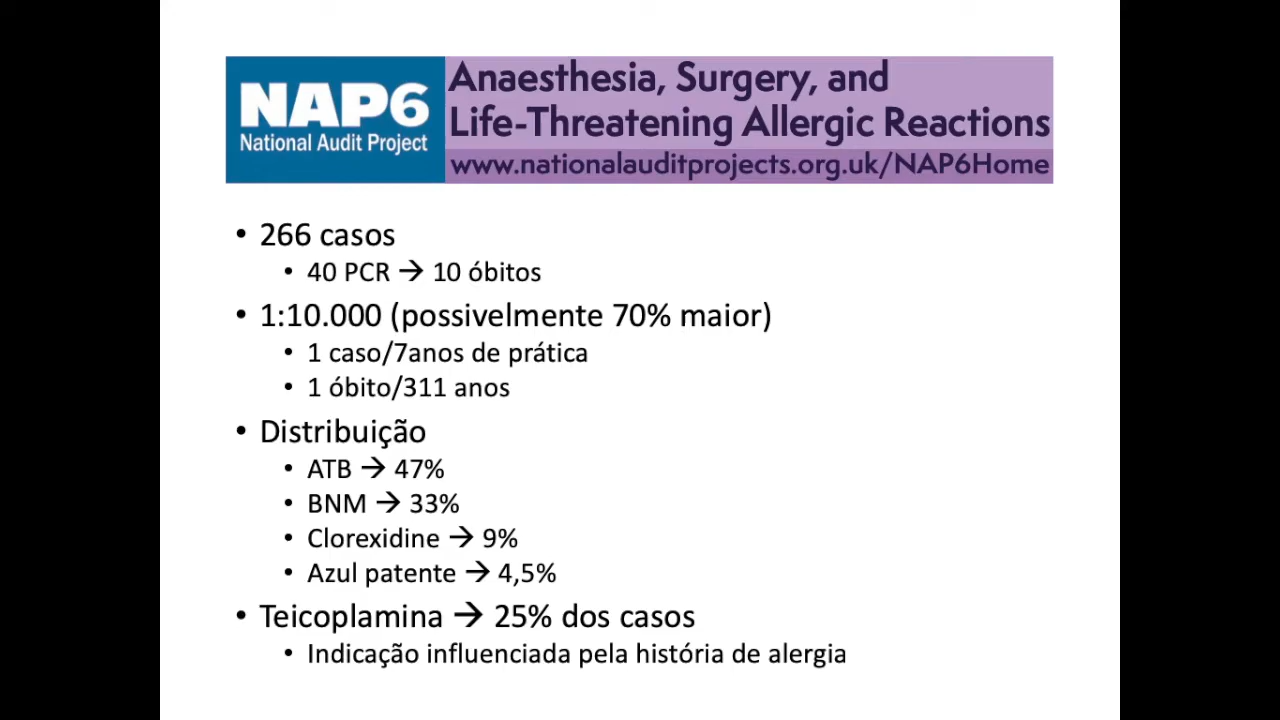 NAP6
National Audit Project
Anaesthesia, Surgery, and
Life-Threatening Allergic Reactions
www.nationalauditprojects.org.uk/NAP6Home
• 266 casos
• 40 PCR → 10 óbitos
• 1:10.000 (possivelmente 70% maior)
• 1 caso/7anos de prática
• 1 óbito/311 anos
• Distribuição
• ATB → 47%
• BNM → 33%
• Clorexidine → 9%
• Azul patente → 4,5%
• Teicoplamina → 25% dos casos
• Indicação influenciada pela história de alergia